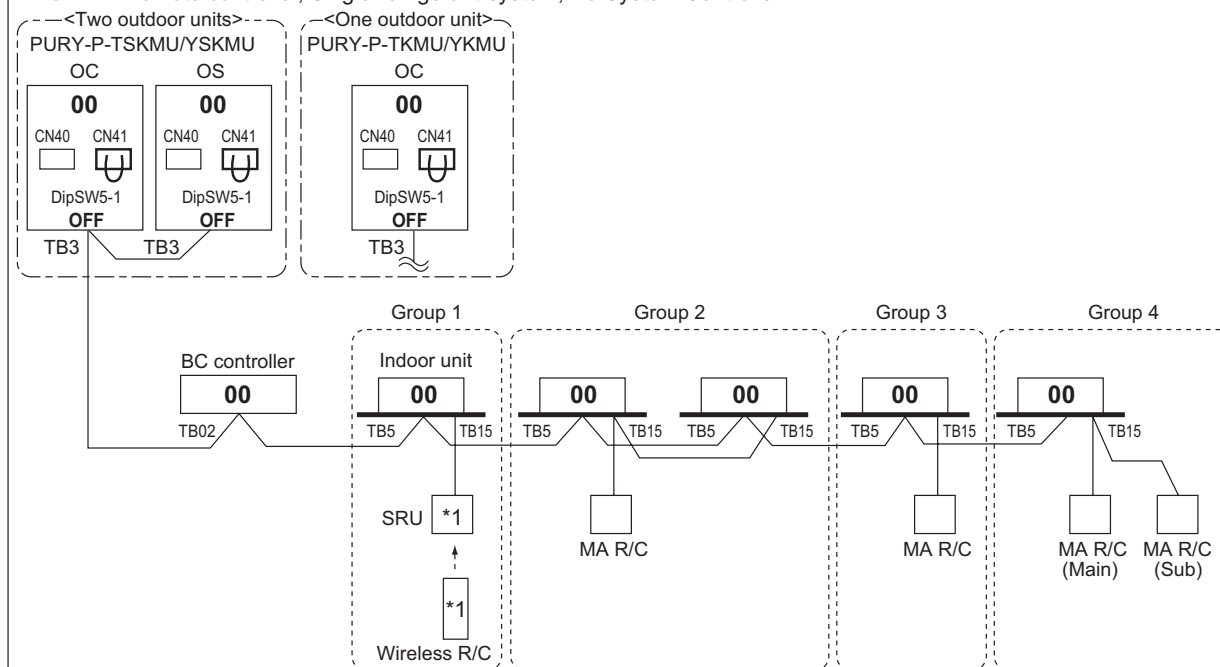 <Two outdoor units>
<One outdoor unit>
PURY-P-TSKMU/YSKMU
PURY-P-TKMU/YKMU
OC OS OC
00 00 00
CN40 CN41 CN40 CN41 CN40 CN41
DipSW5-1 DipSW5-1 DipSW5-1
OFF OFF OFF
TB3 TB3 TB3
Group 1 Group 2 Group 3 Group 4
BC controller Indoor unit
00 00 00 00 00 00
TB02 TB5 TB15 TB5 TB15 TB5 TB15 TB5 TB15 TB5 TB15
SRU *1
MA R/C MA R/C MA R/C MA R/C
(Main) (Sub)
*1
Wireless R/C